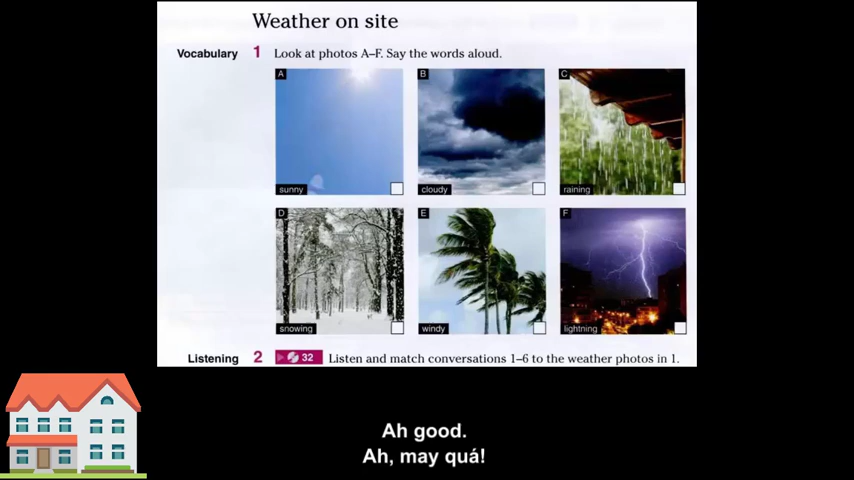 Weather on site
Vocabulary 1 Look at photos A–F. Say the words aloud.
A
B
C
sunny
cloudy
raining
D
E
F
snowing
windy
lightning
Listening 2 32 Listen and match conversations 1–6 to the weather photos in 1.
Ah good.
Ah, may quá!